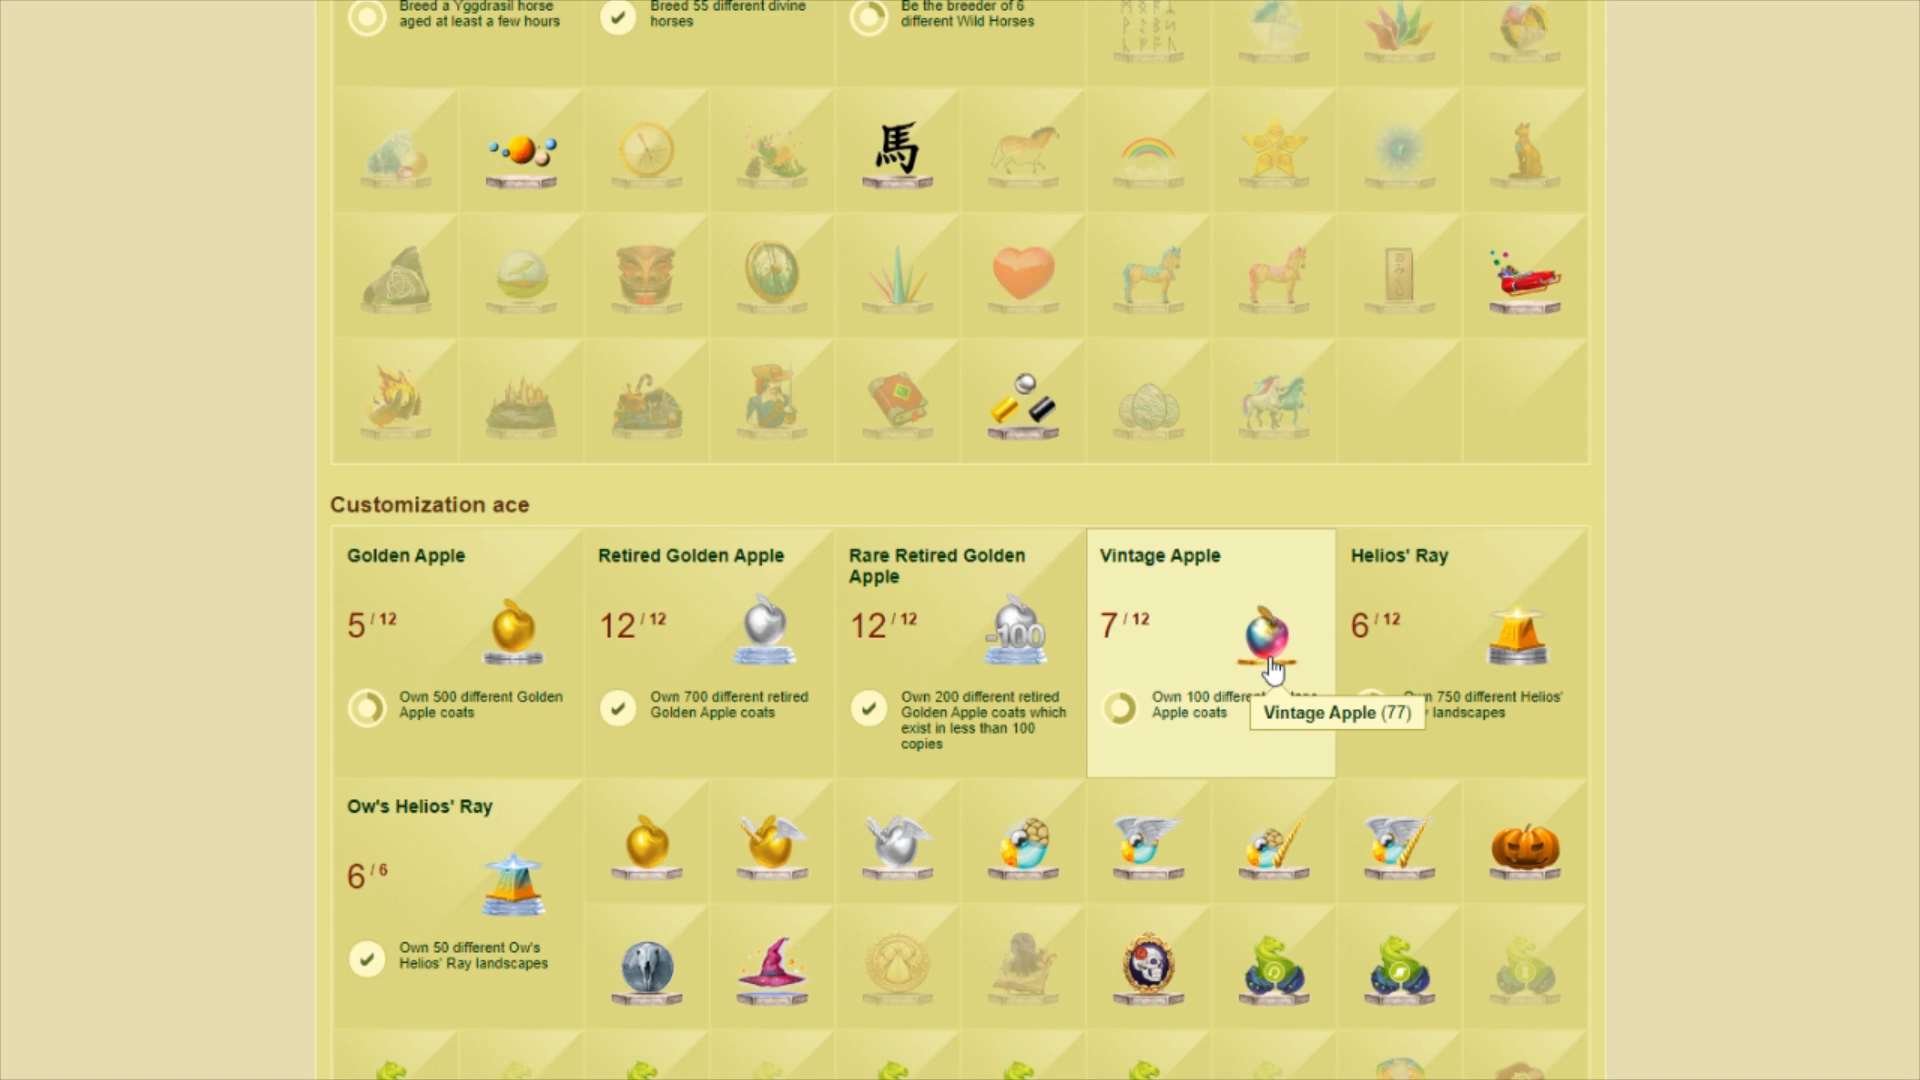 Breed a Yggdrasil horse
aged at least a few hours
Breed 55 different divine
horses
Be the breeder of 6
different Wild Horses
馬
Customization ace
Golden Apple
5 / 12
Own 500 different Golden
Apple coats
Retired Golden Apple
12 / 12
Own 700 different retired
Golden Apple coats
Rare Retired Golden
Apple
-100
12 / 12
Own 200 different retired
Golden Apple coats which
exist in less than 100
copies
Vintage Apple
7 / 12
Own 100 different
Apple coats
Vintage Apple (77)
Helios' Ray
6 / 12
Own 750 different Helios'
landscapes
Ow's Helios' Ray
6 / 6
Own 50 different Ow's
Helios' Ray landscapes